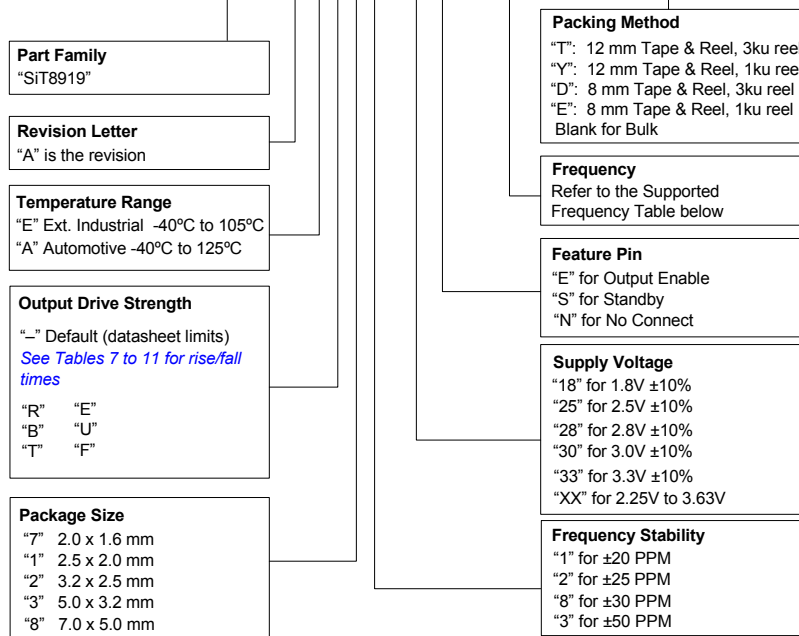 Part Family
“SiT8919”
Revision Letter
“A” is the revision
Temperature Range
“E” Ext. Industrial -40ºC to 105ºC
“A” Automotive -40ºC to 125ºC
Output Drive Strength
“–” Default (datasheet limits)
See Tables 7 to 11 for rise/fall
times
“R” “E”
“B” “U”
“T” “F”
Package Size
“7” 2.0 x 1.6 mm
“1” 2.5 x 2.0 mm
“2” 3.2 x 2.5 mm
“3” 5.0 x 3.2 mm
“8” 7.0 x 5.0 mm
Packing Method
“T”: 12 mm Tape & Reel, 3ku reel
“Y”: 12 mm Tape & Reel, 1ku reel
“D”: 8 mm Tape & Reel, 3ku reel
“E”: 8 mm Tape & Reel, 1ku reel
Blank for Bulk
Frequency
Refer to the Supported
Frequency Table below
Feature Pin
“E” for Output Enable
“S” for Standby
“N” for No Connect
Supply Voltage
“18” for 1.8V ±10%
“25” for 2.5V ±10%
“28” for 2.8V ±10%
“30” for 3.0V ±10%
“33” for 3.3V ±10%
“XX” for 2.25V to 3.63V
Frequency Stability
“1” for ±20 PPM
“2” for ±25 PPM
“8” for ±30 PPM
“3” for ±50 PPM